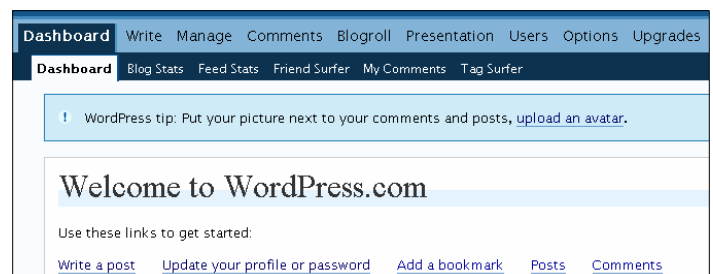 Dashboard Write Manage Comments Blogroll Presentation Users Options Upgrades
Dashboard Blog Stats Feed Stats Friend Surfer My Comments Tag Surfer
! WordPress tip: Put your picture next to your comments and posts, upload an avatar.
Welcome to WordPress.com
Use these links to get started:
Write a post Update your profile or password Add a bookmark Posts Comments